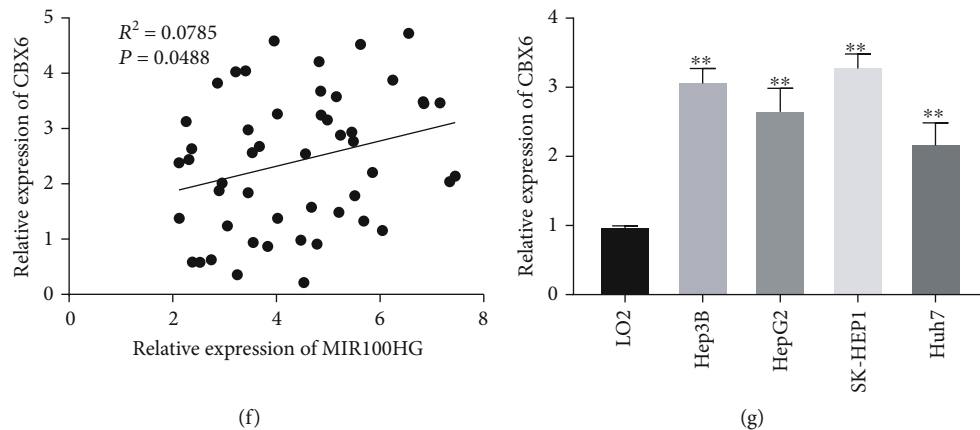 R² = 0.0785
P = 0.0488
Relative expression of CBX6
5
4
3
2
1
0
0 2 4 6 8
Relative expression of MIR100HG
(f)
Relative expression of CBX6
4
3
2
1
0
**
**
**
**
LO2
Hep3B
HepG2
SK-HEP1
Huh7
(g)